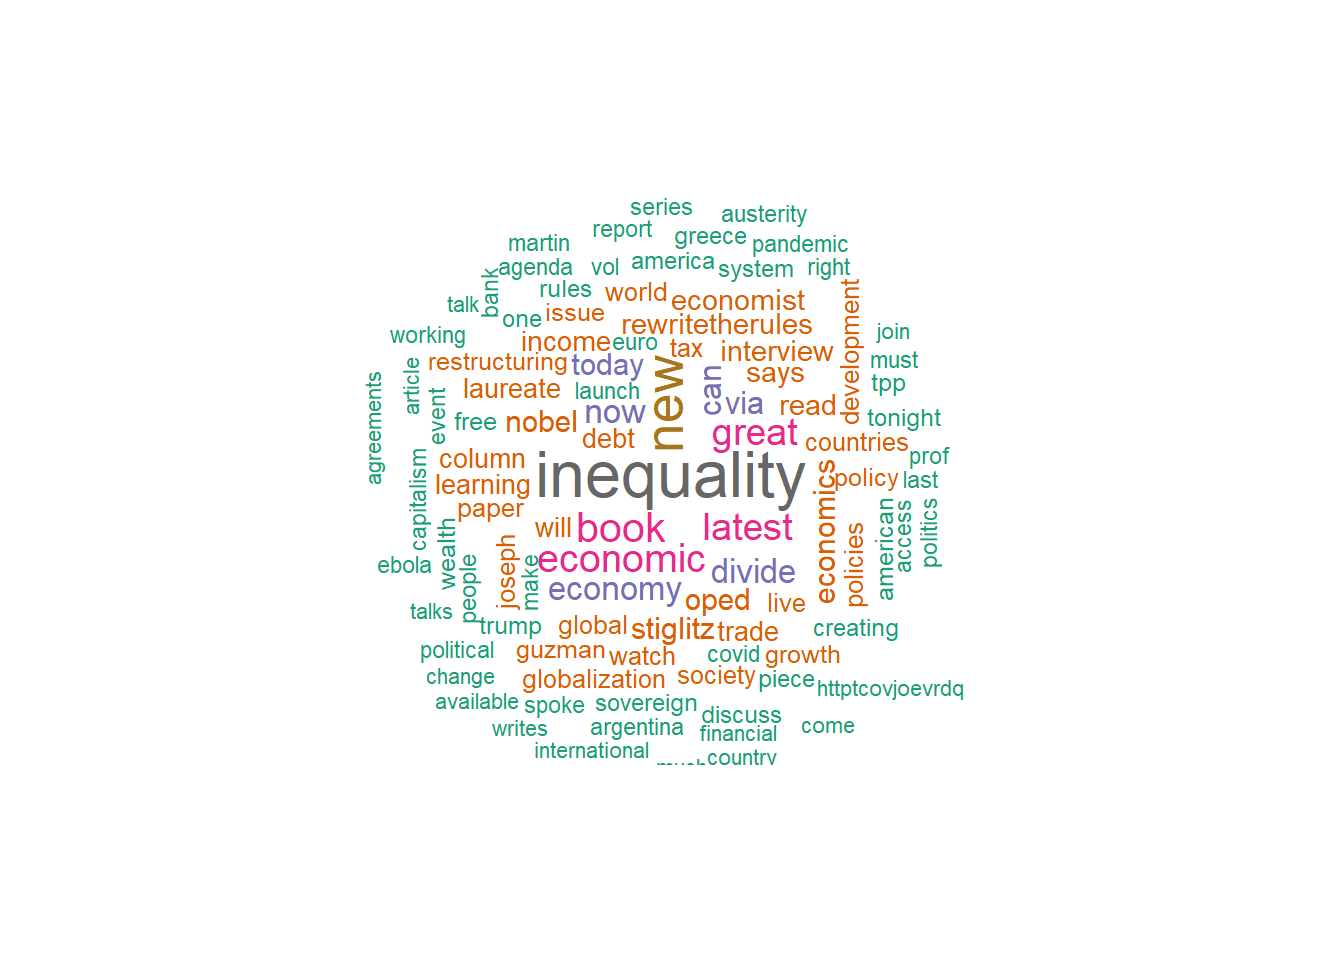 series
austerity
report
greece
martin
pandemic
agenda
vol
america
system
right
bank
rules
world
economist
development
talk
one
issue
rewritetherules
working
income
euro
tax
interview
join
restructuring
today
new
can
says
must
article
laureate
launch
via
read
tpp
agreements
event
free
nobel
now
debt
great
countries
tonight
column
inequality
economics
policy
prof
last
capitalism
learning
paper
will
book
latest
american
access
politics
wealth
ebola
people
joseph
make
economic
economy
divide
policies
talks
trump
global
oped
live
stiglitz
trade
creating
political
guzman
watch
covid
growth
change
globalization
society
piece
httptcovjoevrdq
available
spoke
sovereign
discuss
writes
argentina
financial
come
international
country